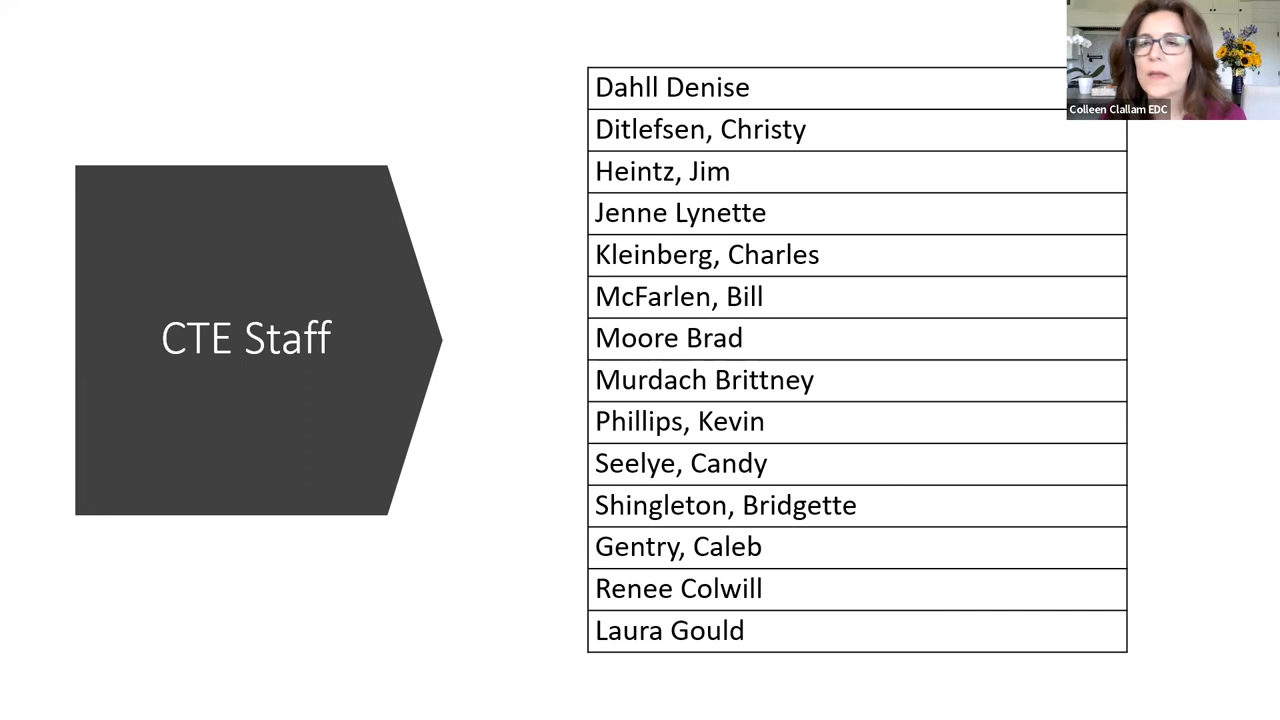 CTE Staff
Dahll Denise
Ditlefsen, Christy
Heintz, Jim
Jenne Lynette
Kleinberg, Charles
McFarlen, Bill
Moore Brad
Murdach Brittney
Phillips, Kevin
Seelye, Candy
Shingleton, Bridgette
Gentry, Caleb
Renee Colwill
Laura Gould
Colleen Clallam EDC